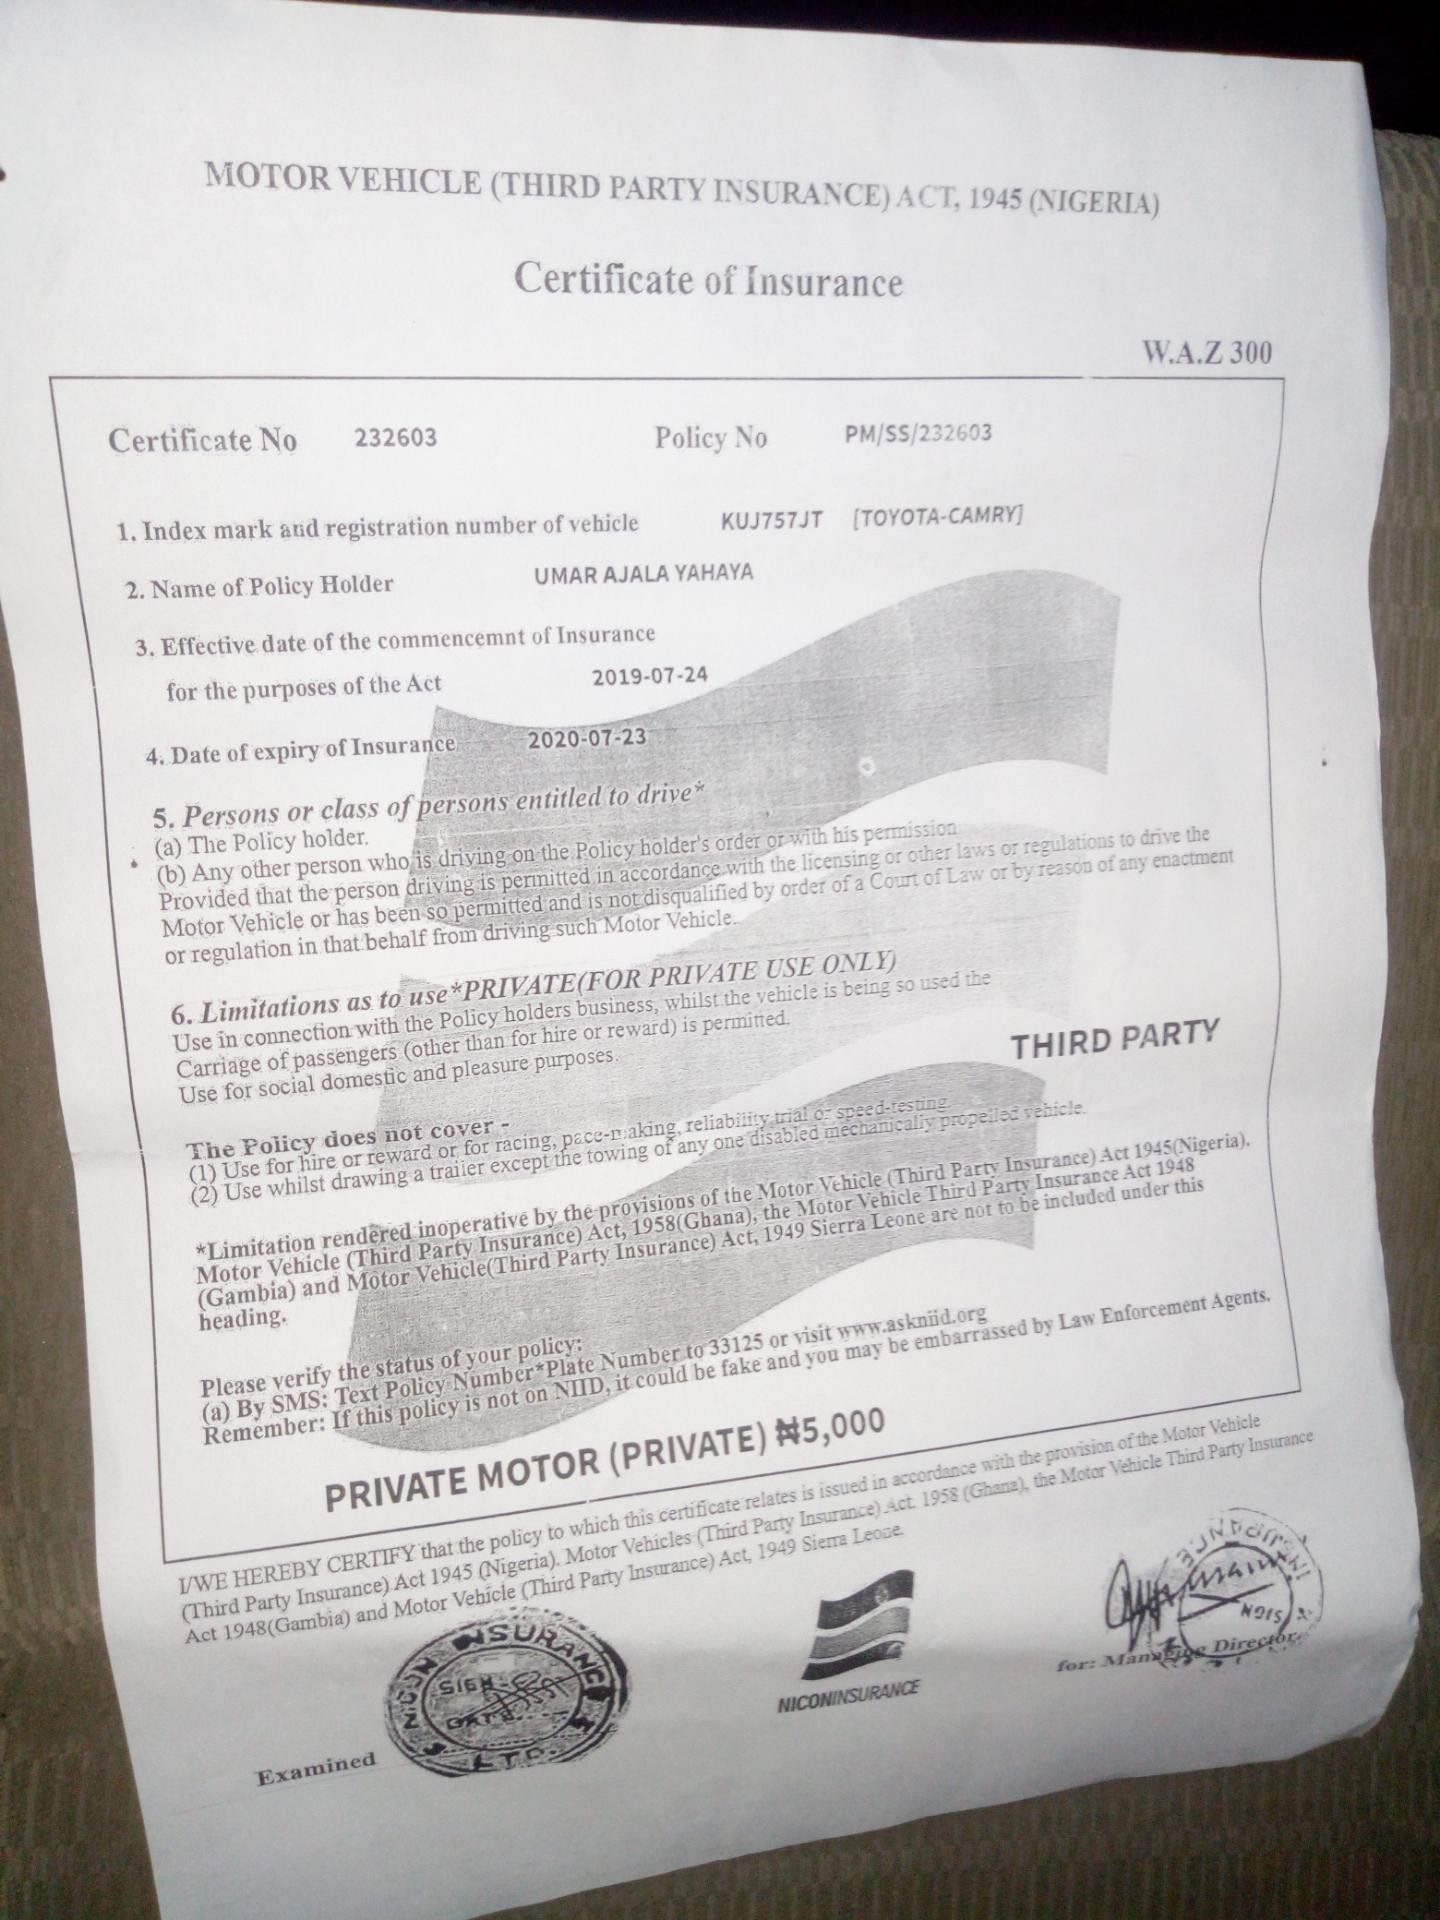 MOTOR VEHICLE (THIRD PARTY INSURANCE) ACT, 1945 (NIGERIA)
Certificate of Insurance
W.A.Z 300
Certificate No 232603 Policy No PM/SS/232603
1. Index mark and registration number of vehicle KUJ757JT [TOYOTA-CAMRY]
2. Name of Policy Holder UMAR AJALA YAHAYA
3. Effective date of the commencemnt of Insurance
for the purposes of the Act 2019-07-24
4. Date of expiry of Insurance 2020-07-23
5. Persons or class of persons entitled to drive*
(a) The Policy holder.
(b) Any other person who is driving on the Policy holder's order or with his permission
Provided that the person driving is permitted in accordance with the licensing or other laws or regulations to drive the
Motor Vehicle or has been so permitted and is not disqualified by order of a Court of Law or by reason of any enactment
or regulation in that behalf from driving such Motor Vehicle.
6. Limitations as to use*PRIVATE(FOR PRIVATE USE ONLY)
Use in connection with the Policy holders business, whilst the vehicle is being so used the
Carriage of passengers (other than for hire or reward) is permitted.
Use for social domestic and pleasure purposes.
THIRD PARTY
The Policy does not cover -
(1) Use for hire or reward or for racing, pace-making, reliability trial or speed-testing
(2) Use whilst drawing a trailer except the towing of any one disabled mechanically propelled vehicle.
*Limitation rendered inoperative by the provisions of the Motor Vehicle (Third Party Insurance) Act 1945(Nigeria).
Motor Vehicle (Third Party Insurance) Act, 1958(Ghana), the Motor Vehicle Third Party Insurance Act 1948
(Gambia) and Motor Vehicle(Third Party Insurance) Act, 1949 Sierra Leone are not to be included under this
heading.
Please verify the status of your policy:
(a) By SMS: Text Policy Number*Plate Number to 33125 or visit www.askniid.org
Remember: If this policy is not on NIID, it could be fake and you may be embarrassed by Law Enforcement Agents.
PRIVATE MOTOR (PRIVATE) ₦5,000
I/WE HEREBY CERTIFY that the policy to which this certificate relates is issued in accordance with the provision of the Motor Vehicle
(Third Party Insurance) Act 1945 (Nigeria). Motor Vehicles (Third Party Insurance) Act. 1958 (Ghana), the Motor Vehicle Third Party Insurance
Act 1948(Gambia) and Motor Vehicle (Third Party Insurance) Act, 1949 Sierra Leone.
Examined
NICON INSURANCE LTD.
SIGN
DATE
NICONINSURANCE
INSURANCE
SIGN
for: Managing Director